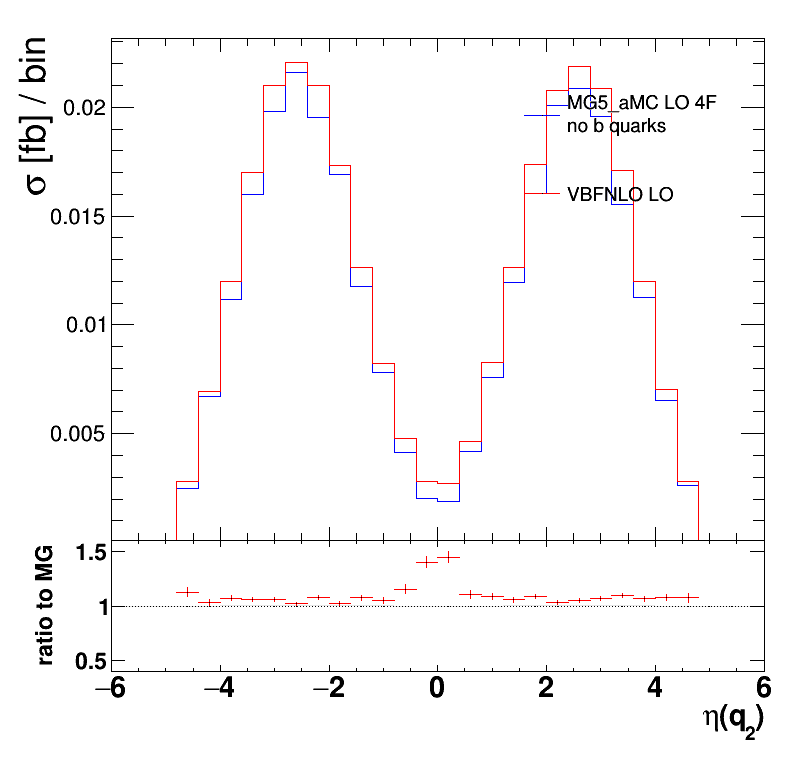 σ [fb] / bin
0.02
0.015
0.01
0.005
MG5_aMC LO 4F
no b quarks
VBFNLO LO
ratio to MG
1.5
1
0.5
−6 −4 −2 0 2 4 6
η(q2)